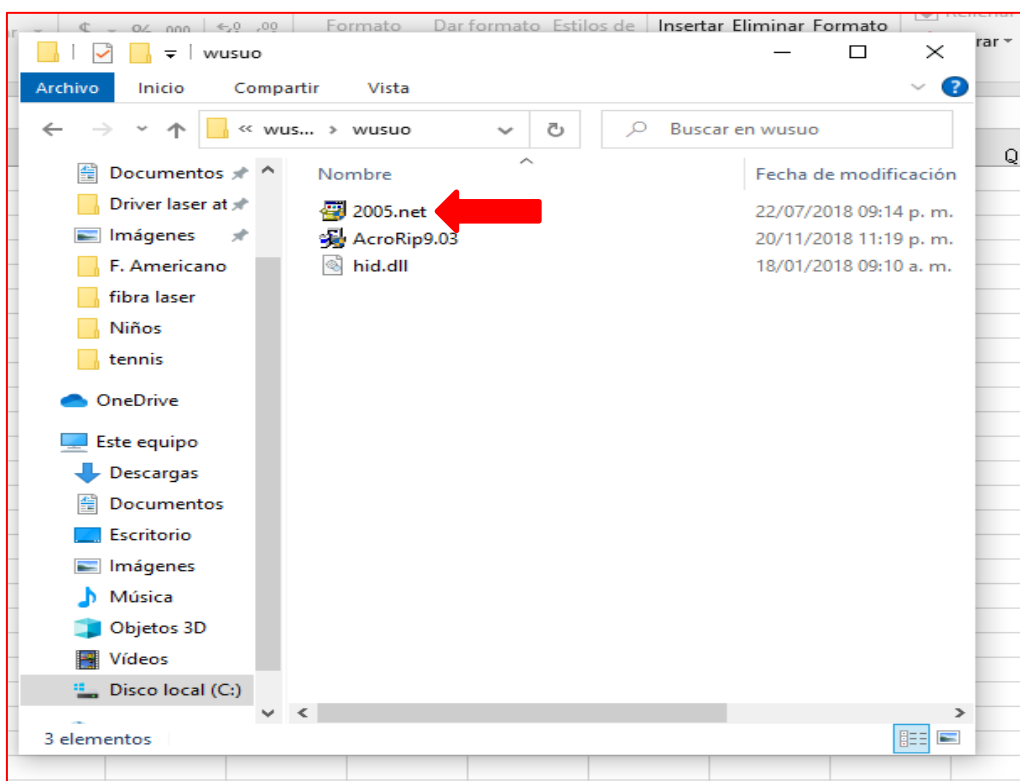 $ % 000 Formato Dar formato Estilos de Insertar Eliminar Formato
wusuo
rar
Archivo Inicio Compartir Vista
« wus... > wusuo Buscar en wusuo
Q
Nombre Fecha de modificación
Documentos
Driver laser at
Imágenes
F. Americano
fibra laser
Niños
tennis
OneDrive
Este equipo
Descargas
Documentos
Escritorio
Imágenes
Música
Objetos 3D
Vídeos
Disco local (C:)
2005.net 22/07/2018 09:14 p. m.
AcroRip9.03 20/11/2018 11:19 p. m.
hid.dll 18/01/2018 09:10 a. m.
3 elementos